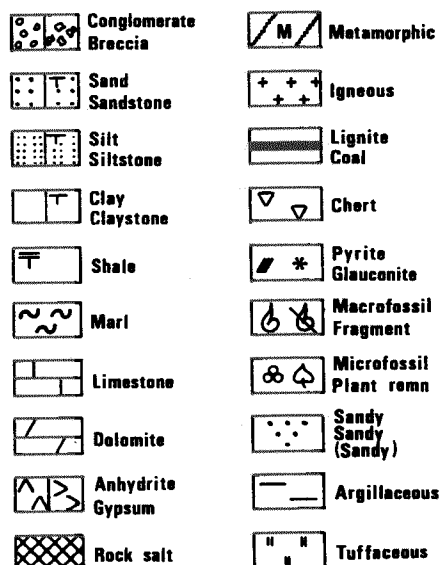 Conglomerate
Breccia
Sand
Sandstone
Silt
Siltstone
Clay
Claystone
Shale
Marl
Limestone
Dolomite
Anhydrite
Gypsum
Rock salt
M
Metamorphic
Igneous
Lignite
Coal
Chert
Pyrite
Glauconite
Macrofossil
Fragment
Microfossil
Plant remn
Sandy
Sandy
(Sandy)
Argillaceous
Tuffaceous